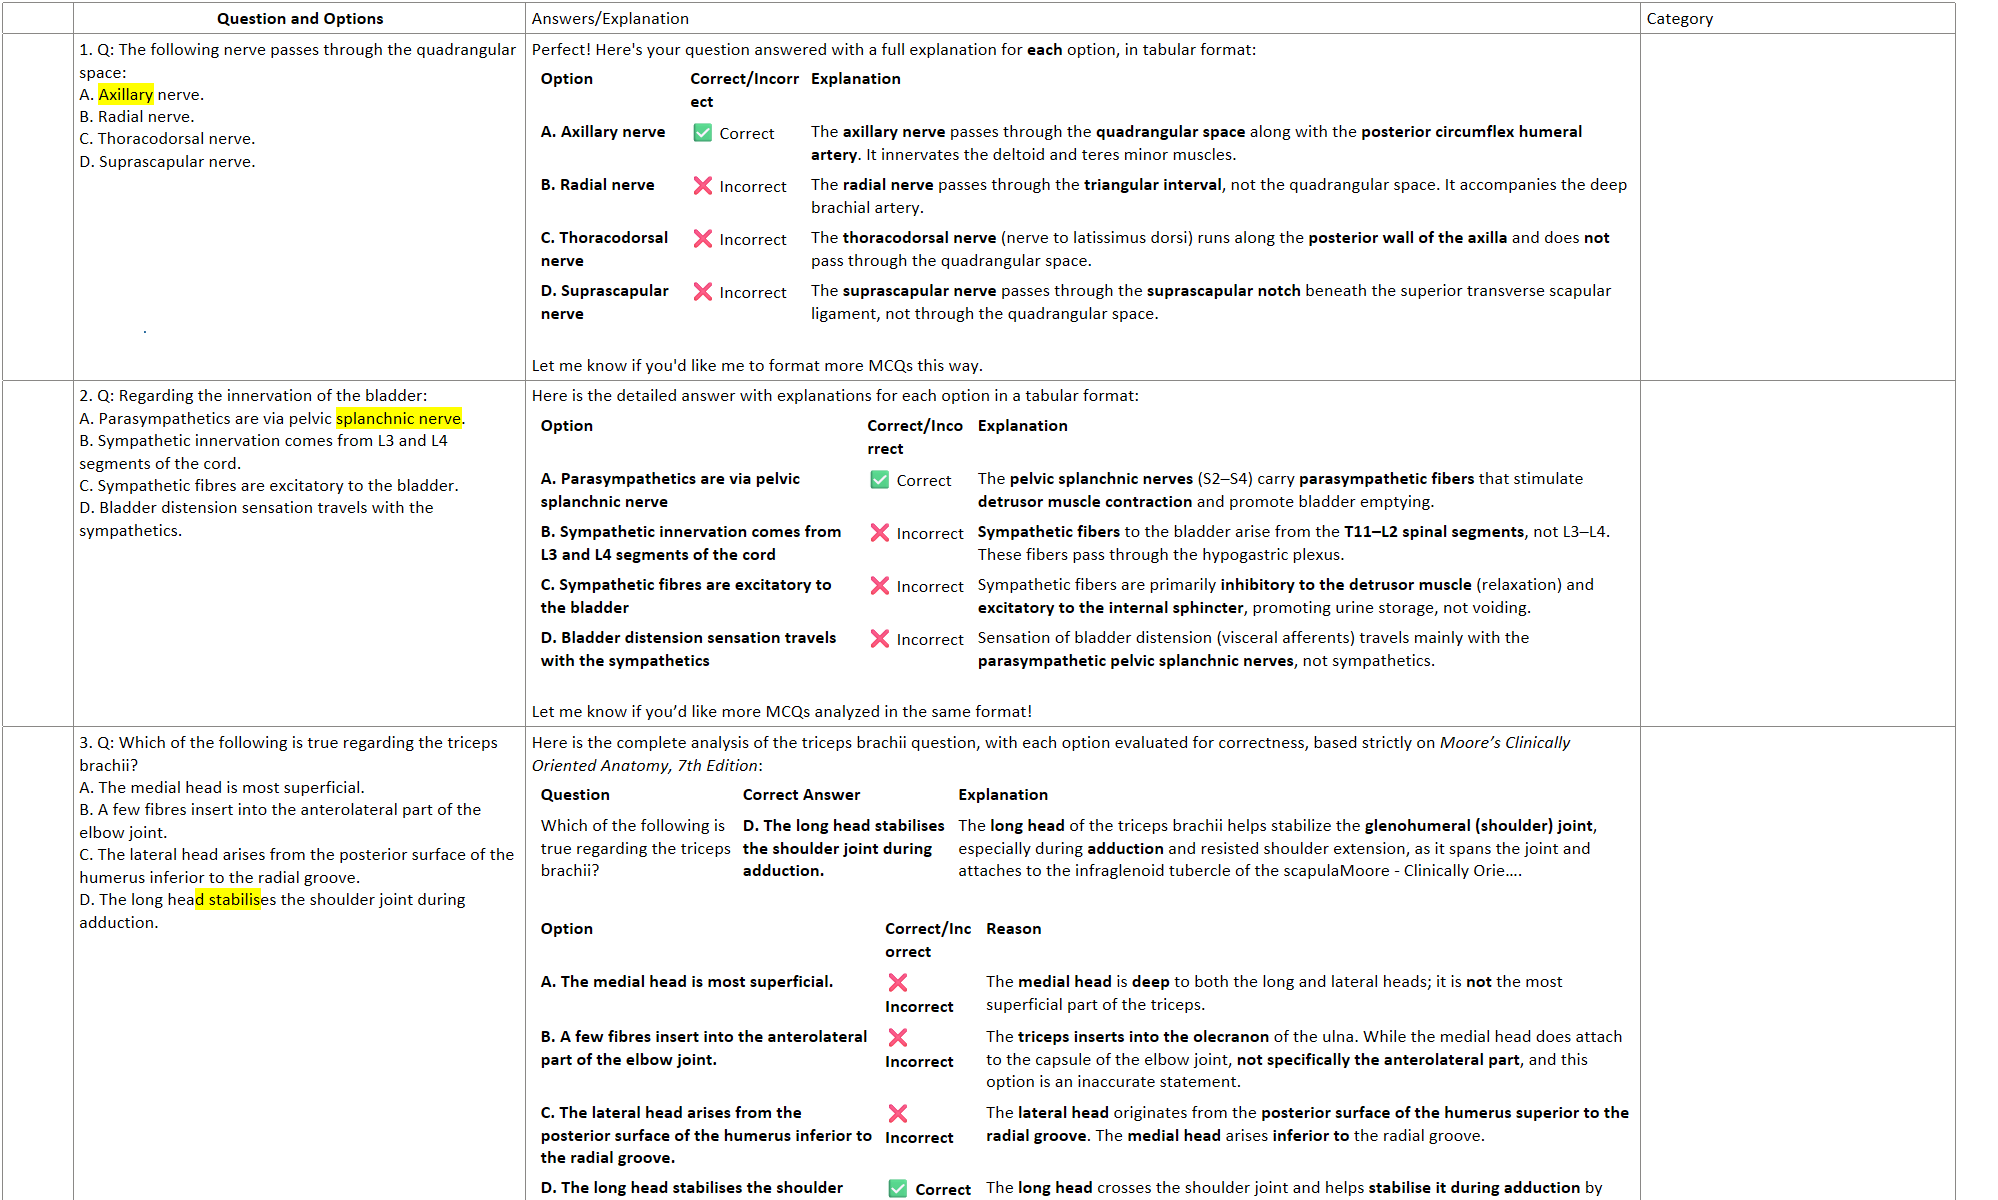 Question and Options
Answers/Explanation
Category
1. Q: The following nerve passes through the quadrangular
space:
A. Axillary nerve.
B. Radial nerve.
C. Thoracodorsal nerve.
D. Suprascapular nerve.
Perfect! Here's your question answered with a full explanation for each option, in tabular format:
Option
Correct/Incorr
ect
Explanation
A. Axillary nerve
✅ Correct
The axillary nerve passes through the quadrangular space along with the posterior circumflex humeral
artery. It innervates the deltoid and teres minor muscles.
B. Radial nerve
❌ Incorrect
The radial nerve passes through the triangular interval, not the quadrangular space. It accompanies the deep
brachial artery.
C. Thoracodorsal
nerve
❌ Incorrect
The thoracodorsal nerve (nerve to latissimus dorsi) runs along the posterior wall of the axilla and does not
pass through the quadrangular space.
D. Suprascapular
nerve
❌ Incorrect
The suprascapular nerve passes through the suprascapular notch beneath the superior transverse scapular
ligament, not through the quadrangular space.
Let me know if you'd like me to format more MCQs this way.
2. Q: Regarding the innervation of the bladder:
A. Parasympathetics are via pelvic splanchnic nerve.
B. Sympathetic innervation comes from L3 and L4
segments of the cord.
C. Sympathetic fibres are excitatory to the bladder.
D. Bladder distension sensation travels with the
sympathetics.
Here is the detailed answer with explanations for each option in a tabular format:
Option
Correct/Inco
rrect
Explanation
A. Parasympathetics are via pelvic
splanchnic nerve
✅ Correct
The pelvic splanchnic nerves (S2–S4) carry parasympathetic fibers that stimulate
detrusor muscle contraction and promote bladder emptying.
B. Sympathetic innervation comes from
L3 and L4 segments of the cord
❌ Incorrect
Sympathetic fibers to the bladder arise from the T11–L2 spinal segments, not L3–L4.
These fibers pass through the hypogastric plexus.
C. Sympathetic fibres are excitatory to
the bladder
❌ Incorrect
Sympathetic fibers are primarily inhibitory to the detrusor muscle (relaxation) and
excitatory to the internal sphincter, promoting urine storage, not voiding.
D. Bladder distension sensation travels
with the sympathetics
❌ Incorrect
Sensation of bladder distension (visceral afferents) travels mainly with the
parasympathetic pelvic splanchnic nerves, not sympathetics.
Let me know if you’d like more MCQs analyzed in the same format!
3. Q: Which of the following is true regarding the triceps
brachii?
A. The medial head is most superficial.
B. A few fibres insert into the anterolateral part of the
elbow joint.
C. The lateral head arises from the posterior surface of the
humerus inferior to the radial groove.
D. The long head stabilises the shoulder joint during
adduction.
Here is the complete analysis of the triceps brachii question, with each option evaluated for correctness, based strictly on Moore’s Clinically
Oriented Anatomy, 7th Edition:
Question
Correct Answer
Explanation
Which of the following is
true regarding the triceps
brachii?
D. The long head stabilises
the shoulder joint during
adduction.
The long head of the triceps brachii helps stabilize the glenohumeral (shoulder) joint,
especially during adduction and resisted shoulder extension, as it spans the joint and
attaches to the infraglenoid tubercle of the scapulaMoore - Clinically Orie….
Option
Correct/Inc
orrect
Reason
A. The medial head is most superficial.
❌
Incorrect
The medial head is deep to both the long and lateral heads; it is not the most
superficial part of the triceps.
B. A few fibres insert into the anterolateral
part of the elbow joint.
❌
Incorrect
The triceps inserts into the olecranon of the ulna. While the medial head does attach
to the capsule of the elbow joint, not specifically the anterolateral part, and this
option is an inaccurate statement.
C. The lateral head arises from the
posterior surface of the humerus inferior to
the radial groove.
❌
Incorrect
The lateral head originates from the posterior surface of the humerus superior to the
radial groove. The medial head arises inferior to the radial groove.
D. The long head stabilises the shoulder
✅ Correct
The long head crosses the shoulder joint and helps stabilise it during adduction by